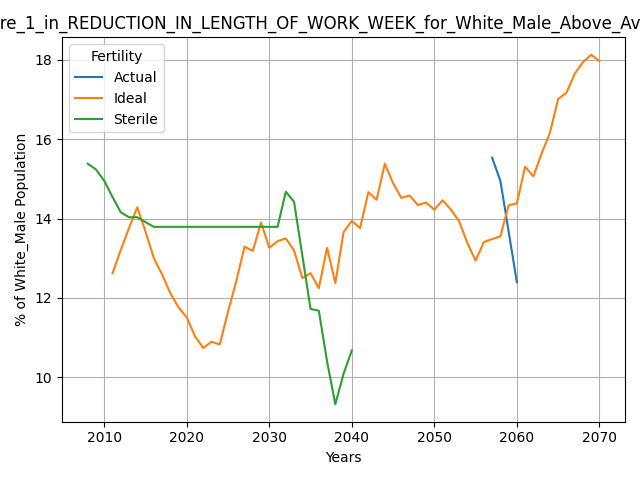 re_1_in_REDUCTION_IN_LENGTH_OF_WORK_WEEK_for_White_Male_Above_Av
Fertility
Actual
Ideal
Sterile
% of White_Male Population
18
16
14
12
10
2010 2020 2030 2040 2050 2060 2070
Years